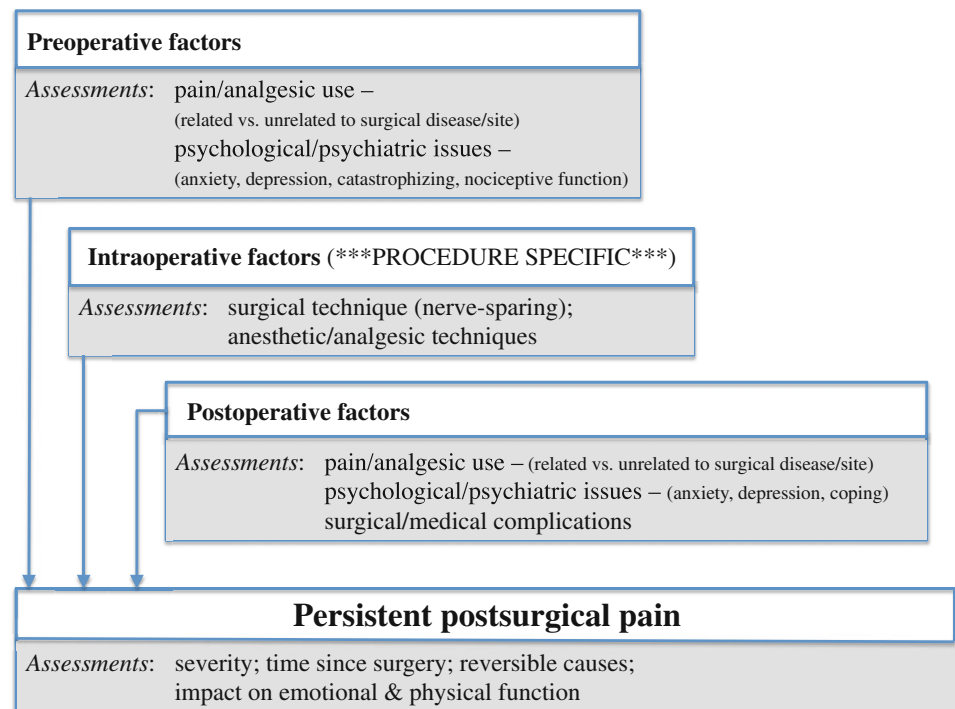 Preoperative factors
Assessments: pain/analgesic use –
(related vs. unrelated to surgical disease/site)
psychological/psychiatric issues –
(anxiety, depression, catastrophizing, nociceptive function)
Intraoperative factors (***PROCEDURE SPECIFIC***)
Assessments: surgical technique (nerve-sparing);
anesthetic/analgesic techniques
Postoperative factors
Assessments: pain/analgesic use – (related vs. unrelated to surgical disease/site)
psychological/psychiatric issues – (anxiety, depression, coping)
surgical/medical complications
Persistent postsurgical pain
Assessments: severity; time since surgery; reversible causes;
impact on emotional & physical function